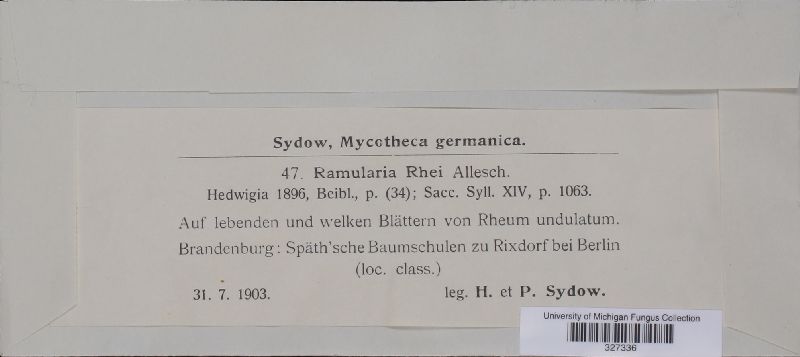 Sydow, Mycotheca germanica.
47. Ramularia Rhei Allesch.
Hedwigia 1896, Beibl., p. (34); Sacc. Syll. XIV, p. 1063.
Auf lebenden und welken Blättern von Rheum undulatum.
Brandenburg: Späth'sche Baumschulen zu Rixdorf bei Berlin
(loc. class.)
31. 7. 1903. leg. H. et P. Sydow.
University of Michigan Fungus Collection
327336